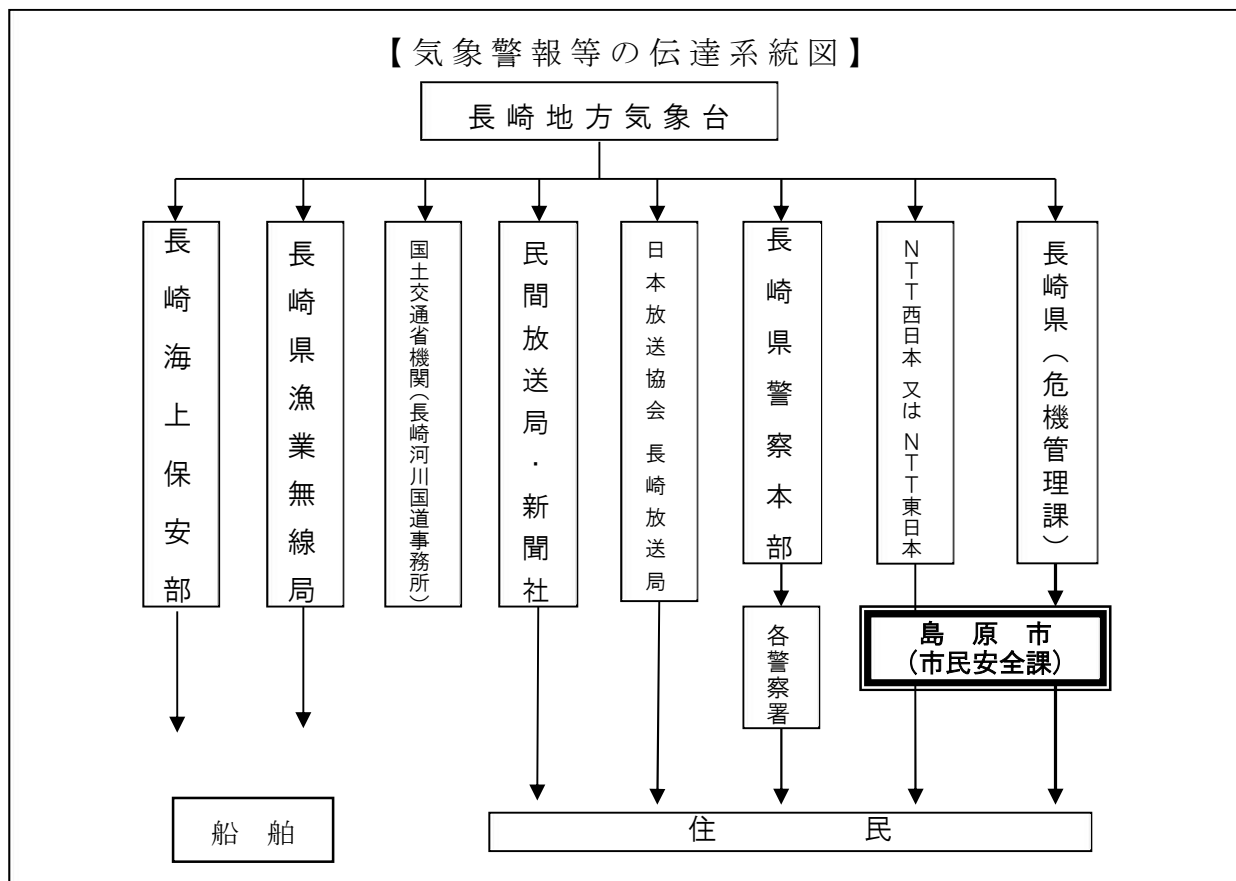 【気象警報等の伝達系統図】
長崎地方気象台
長崎海上保安部
長崎県漁業無線局
国土交通省機関(長崎河川国道事務所)
民間放送局・新聞社
日本放送協会 長崎放送局
長崎県警察本部
NTT西日本 又は NTT東日本
長崎県(危機管理課)
各警察署
島原市
(市民安全課)
船舶
住民